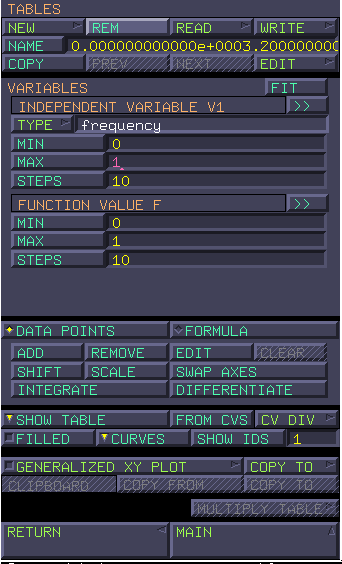 TABLES
NEW REM READ WRITE
NAME 0.000000000000e+0003.200000000
COPY PREV NEXT EDIT
VARIABLES FIT
INDEPENDENT VARIABLE V1 >>
TYPE frequency
MIN 0
MAX 1
STEPS 10
FUNCTION VALUE F >>
MIN 0
MAX 1
STEPS 10
DATA POINTS FORMULA
ADD REMOVE EDIT CLEAR
SHIFT SCALE SWAP AXES
INTEGRATE DIFFERENTIATE
SHOW TABLE FROM CVS CV DIV
FILLED CURVES SHOW IDS 1
GENERALIZED XY PLOT COPY TO
CLIPBOARD COPY FROM COPY TO
MULTIPLY TABLE
RETURN MAIN